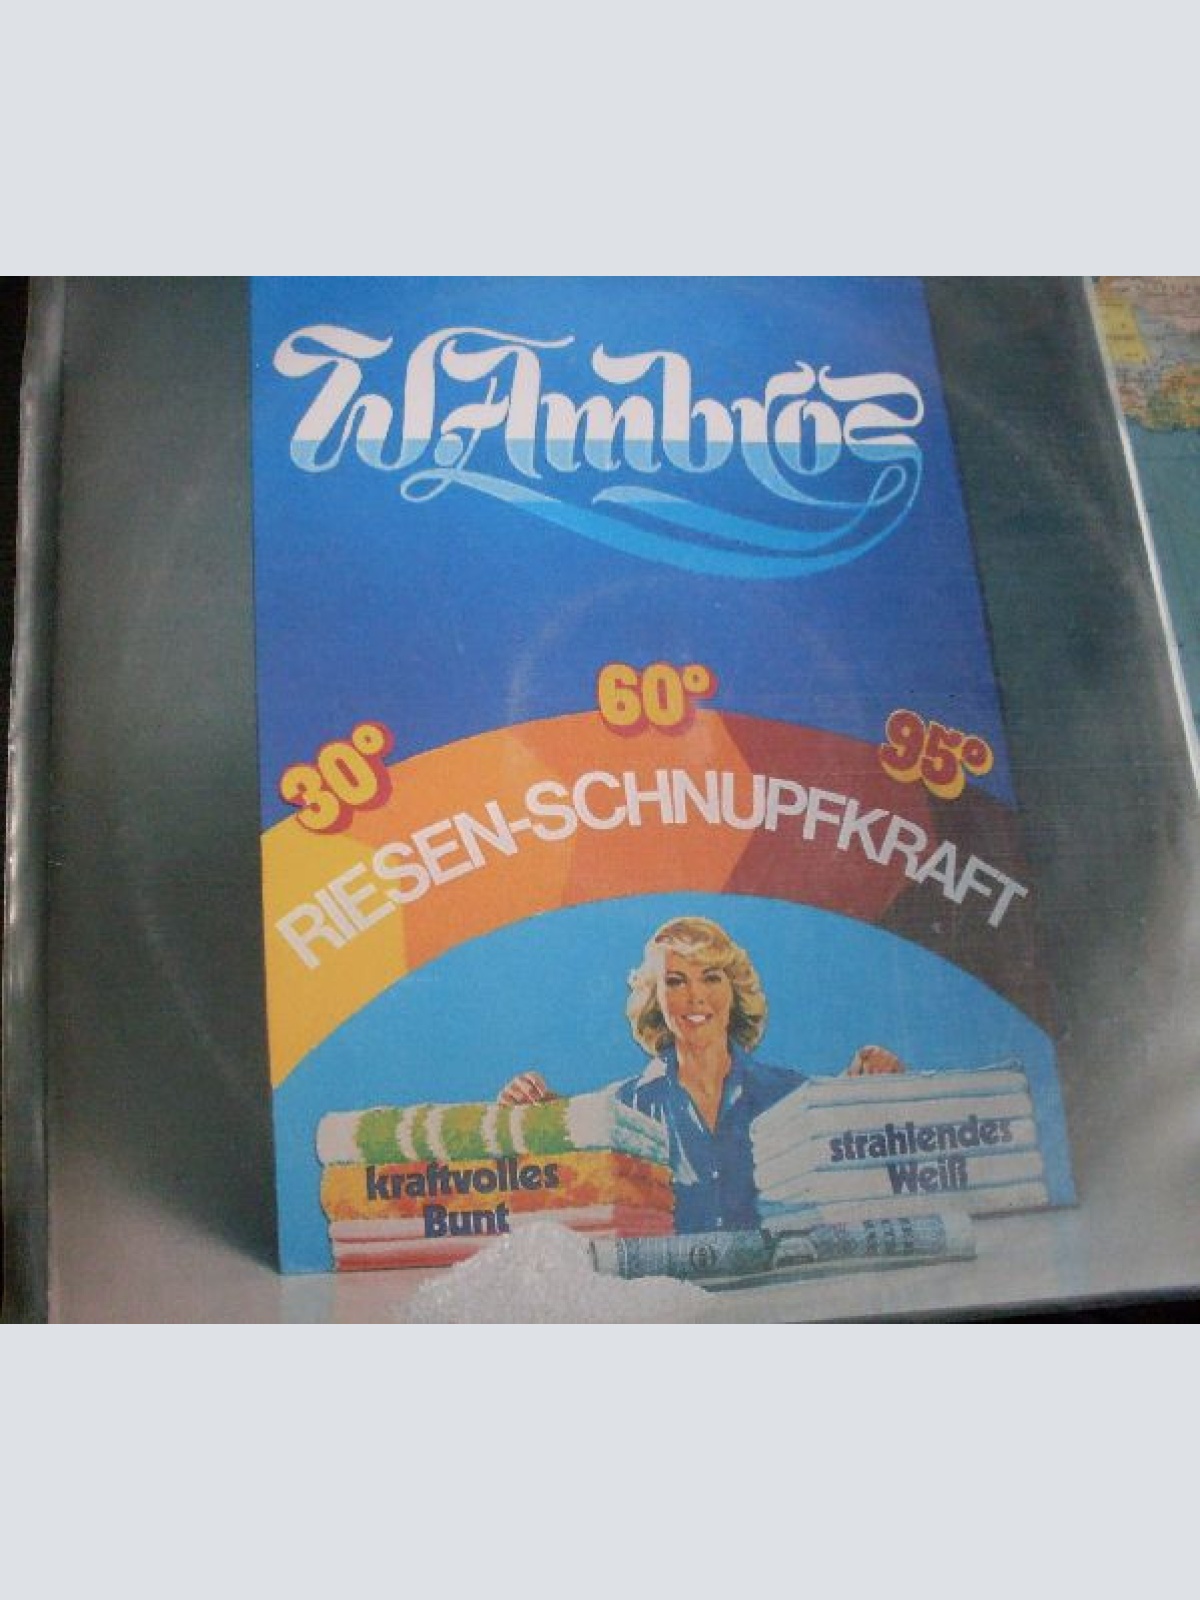 W. Ambros
30° 60° 95°
RIESEN-SCHNUPFKRAFT
kraftvolles
Bunt
strahlendes
Weiß